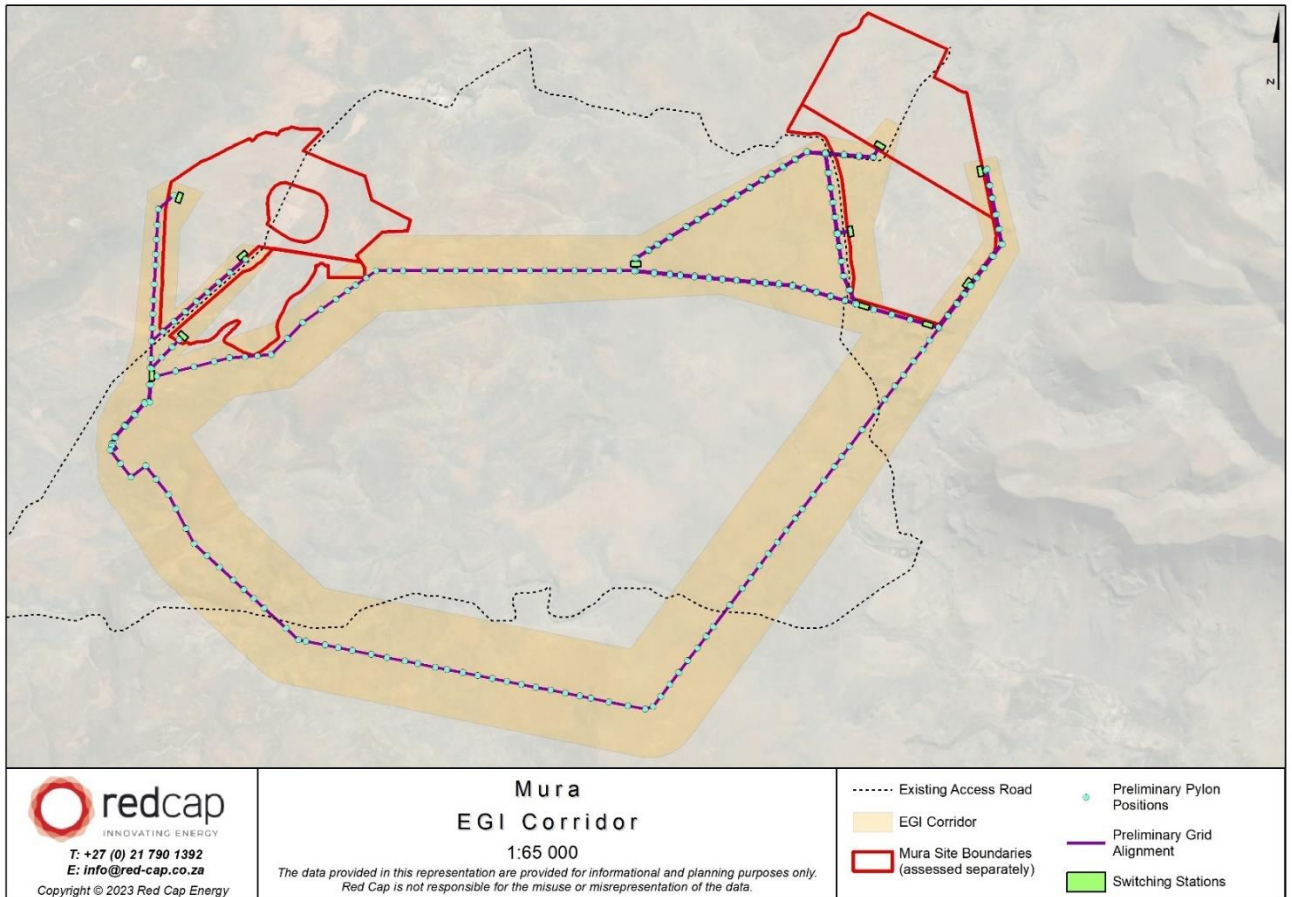 N
redcap
INNOVATING ENERGY
T: +27 (0) 21 790 1392
E: info@red-cap.co.za
Copyright © 2023 Red Cap Energy
Mura
EGI Corridor
1:65 000
The data provided in this representation are provided for informational and planning purposes only.
Red Cap is not responsible for the misuse or misrepresentation of the data.
Existing Access Road
EGI Corridor
Mura Site Boundaries
(assessed separately)
Preliminary Pylon
Positions
Preliminary Grid
Alignment
Switching Stations